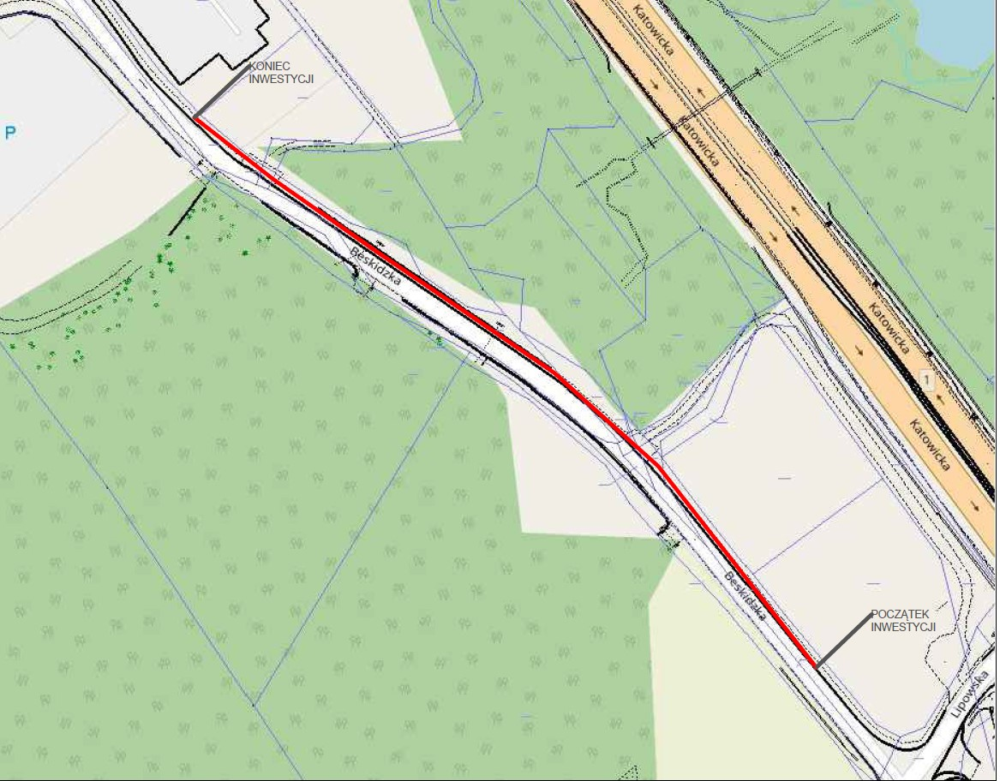 Katowicka
KONIEC
INWESTYCJI
P
Katowicka
Beskidzka
Katowicka
1
Katowicka
Beskidzka
POCZĄTEK
INWESTYCJI
Lipowska